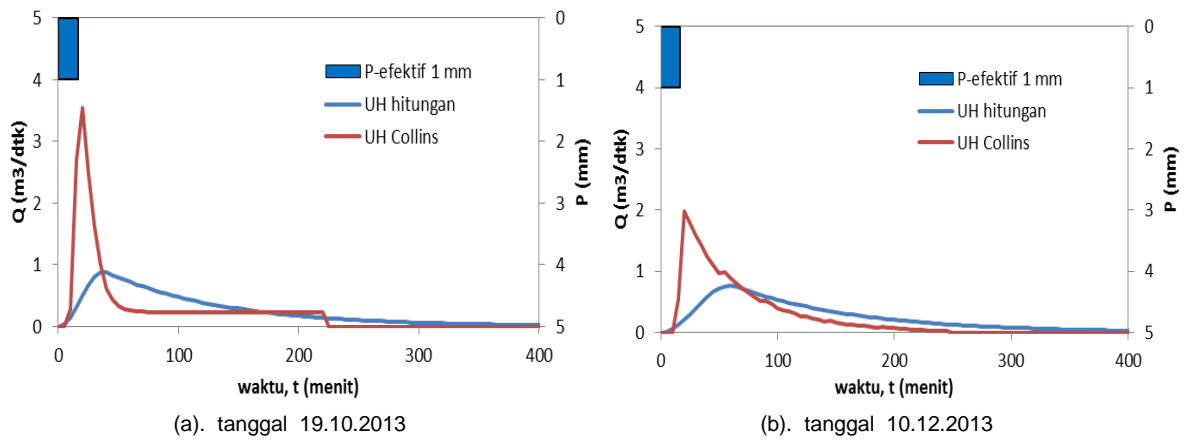 5
4
3
2
1
0
Q (m3/dtk)
0
1
2
3
4
5
P (mm)
P-efektif 1 mm
UH hitungan
UH Collins
0
100
200
300
400
waktu, t (menit)
(a). tanggal 19.10.2013
5
4
3
2
1
0
Q (m3/dtk)
0
1
2
3
4
5
P (mm)
P-efektif 1 mm
UH hitungan
UH Collins
0
100
200
300
400
waktu, t (menit)
(b). tanggal 10.12.2013